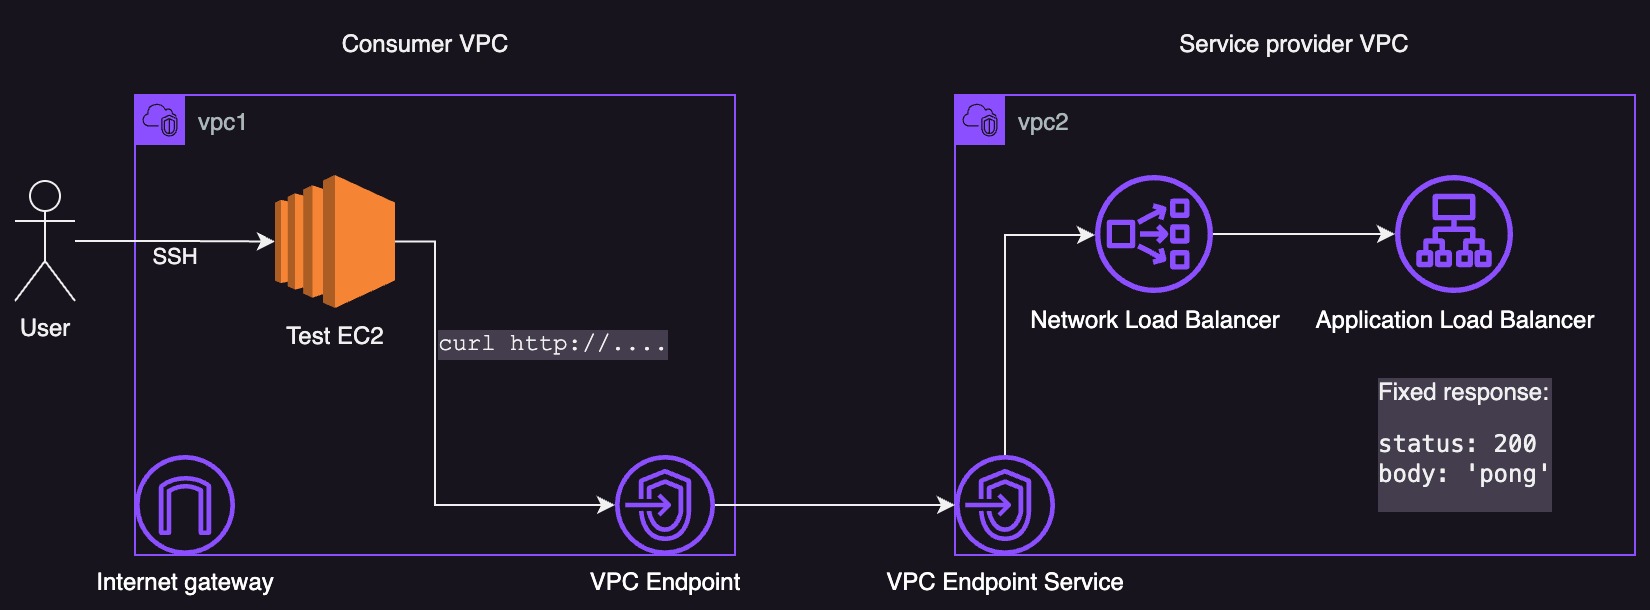 Consumer VPC
Service provider VPC
vpc1
vpc2
SSH
User
Test EC2
curl http://....
Network Load Balancer
Application Load Balancer
Fixed response:
status: 200
body: 'pong'
Internet gateway
VPC Endpoint
VPC Endpoint Service